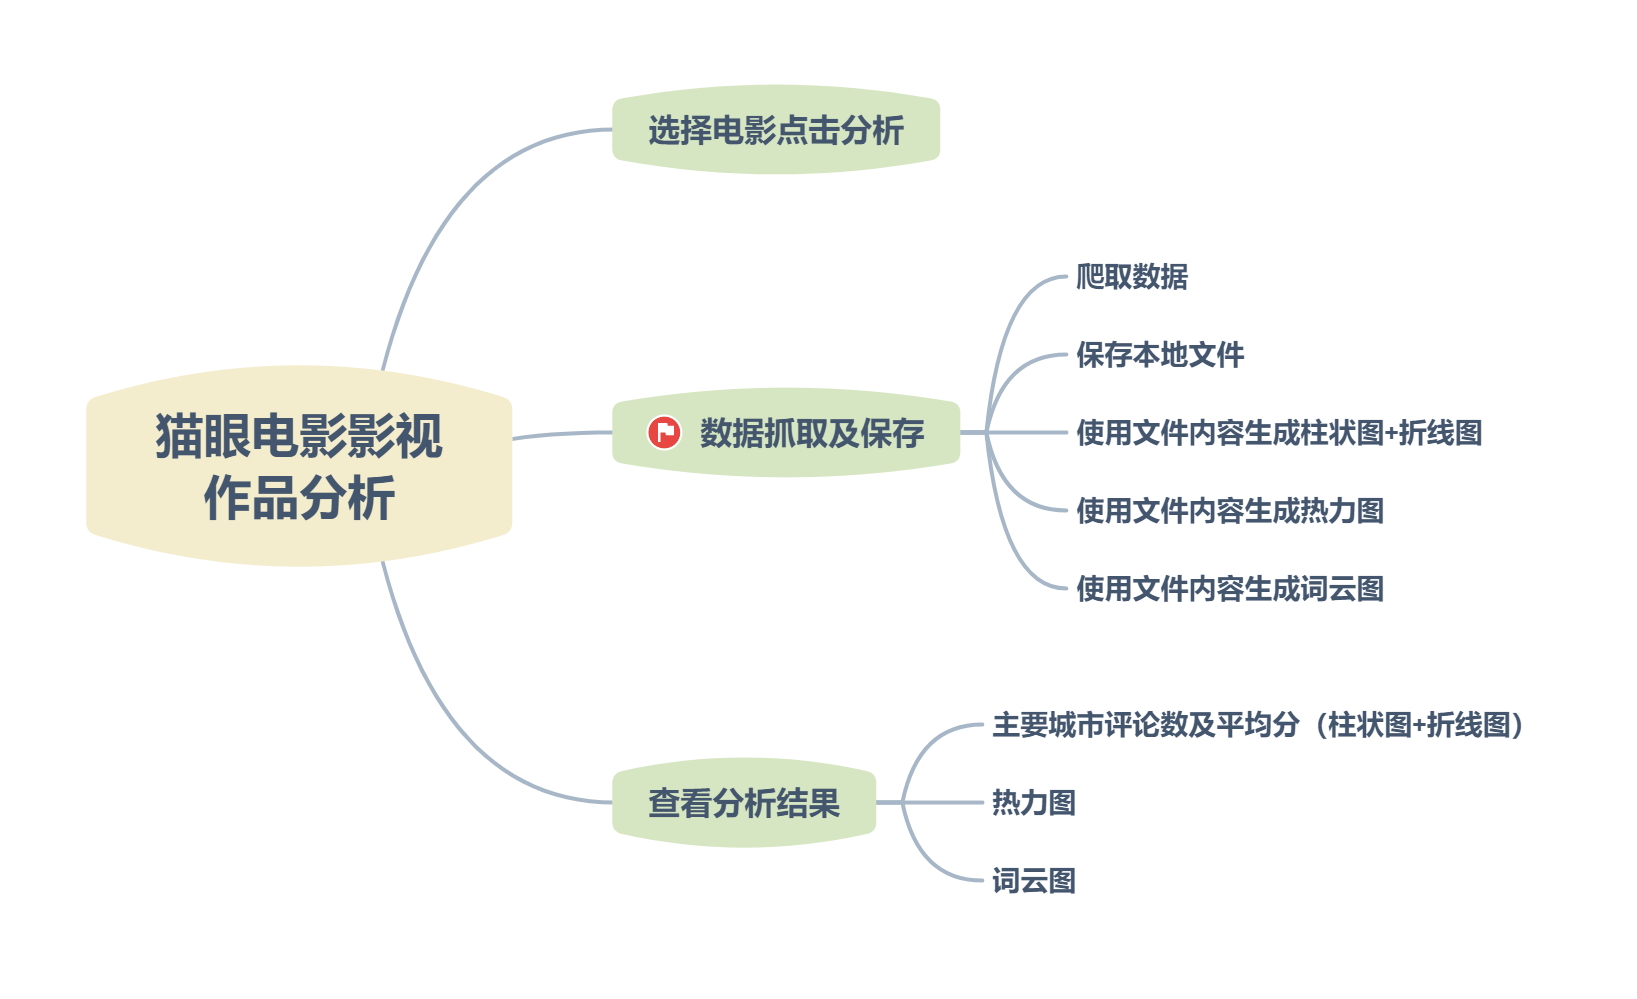 猫眼电影影视
作品分析
选择电影点击分析
数据抓取及保存
爬取数据
保存本地文件
使用文件内容生成柱状图+折线图
使用文件内容生成热力图
使用文件内容生成词云图
查看分析结果
主要城市评论数及平均分（柱状图+折线图）
热力图
词云图